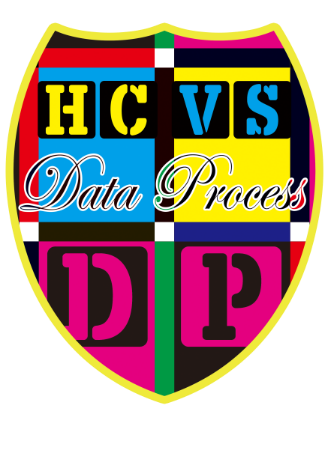 HCVS
Data Process
DP